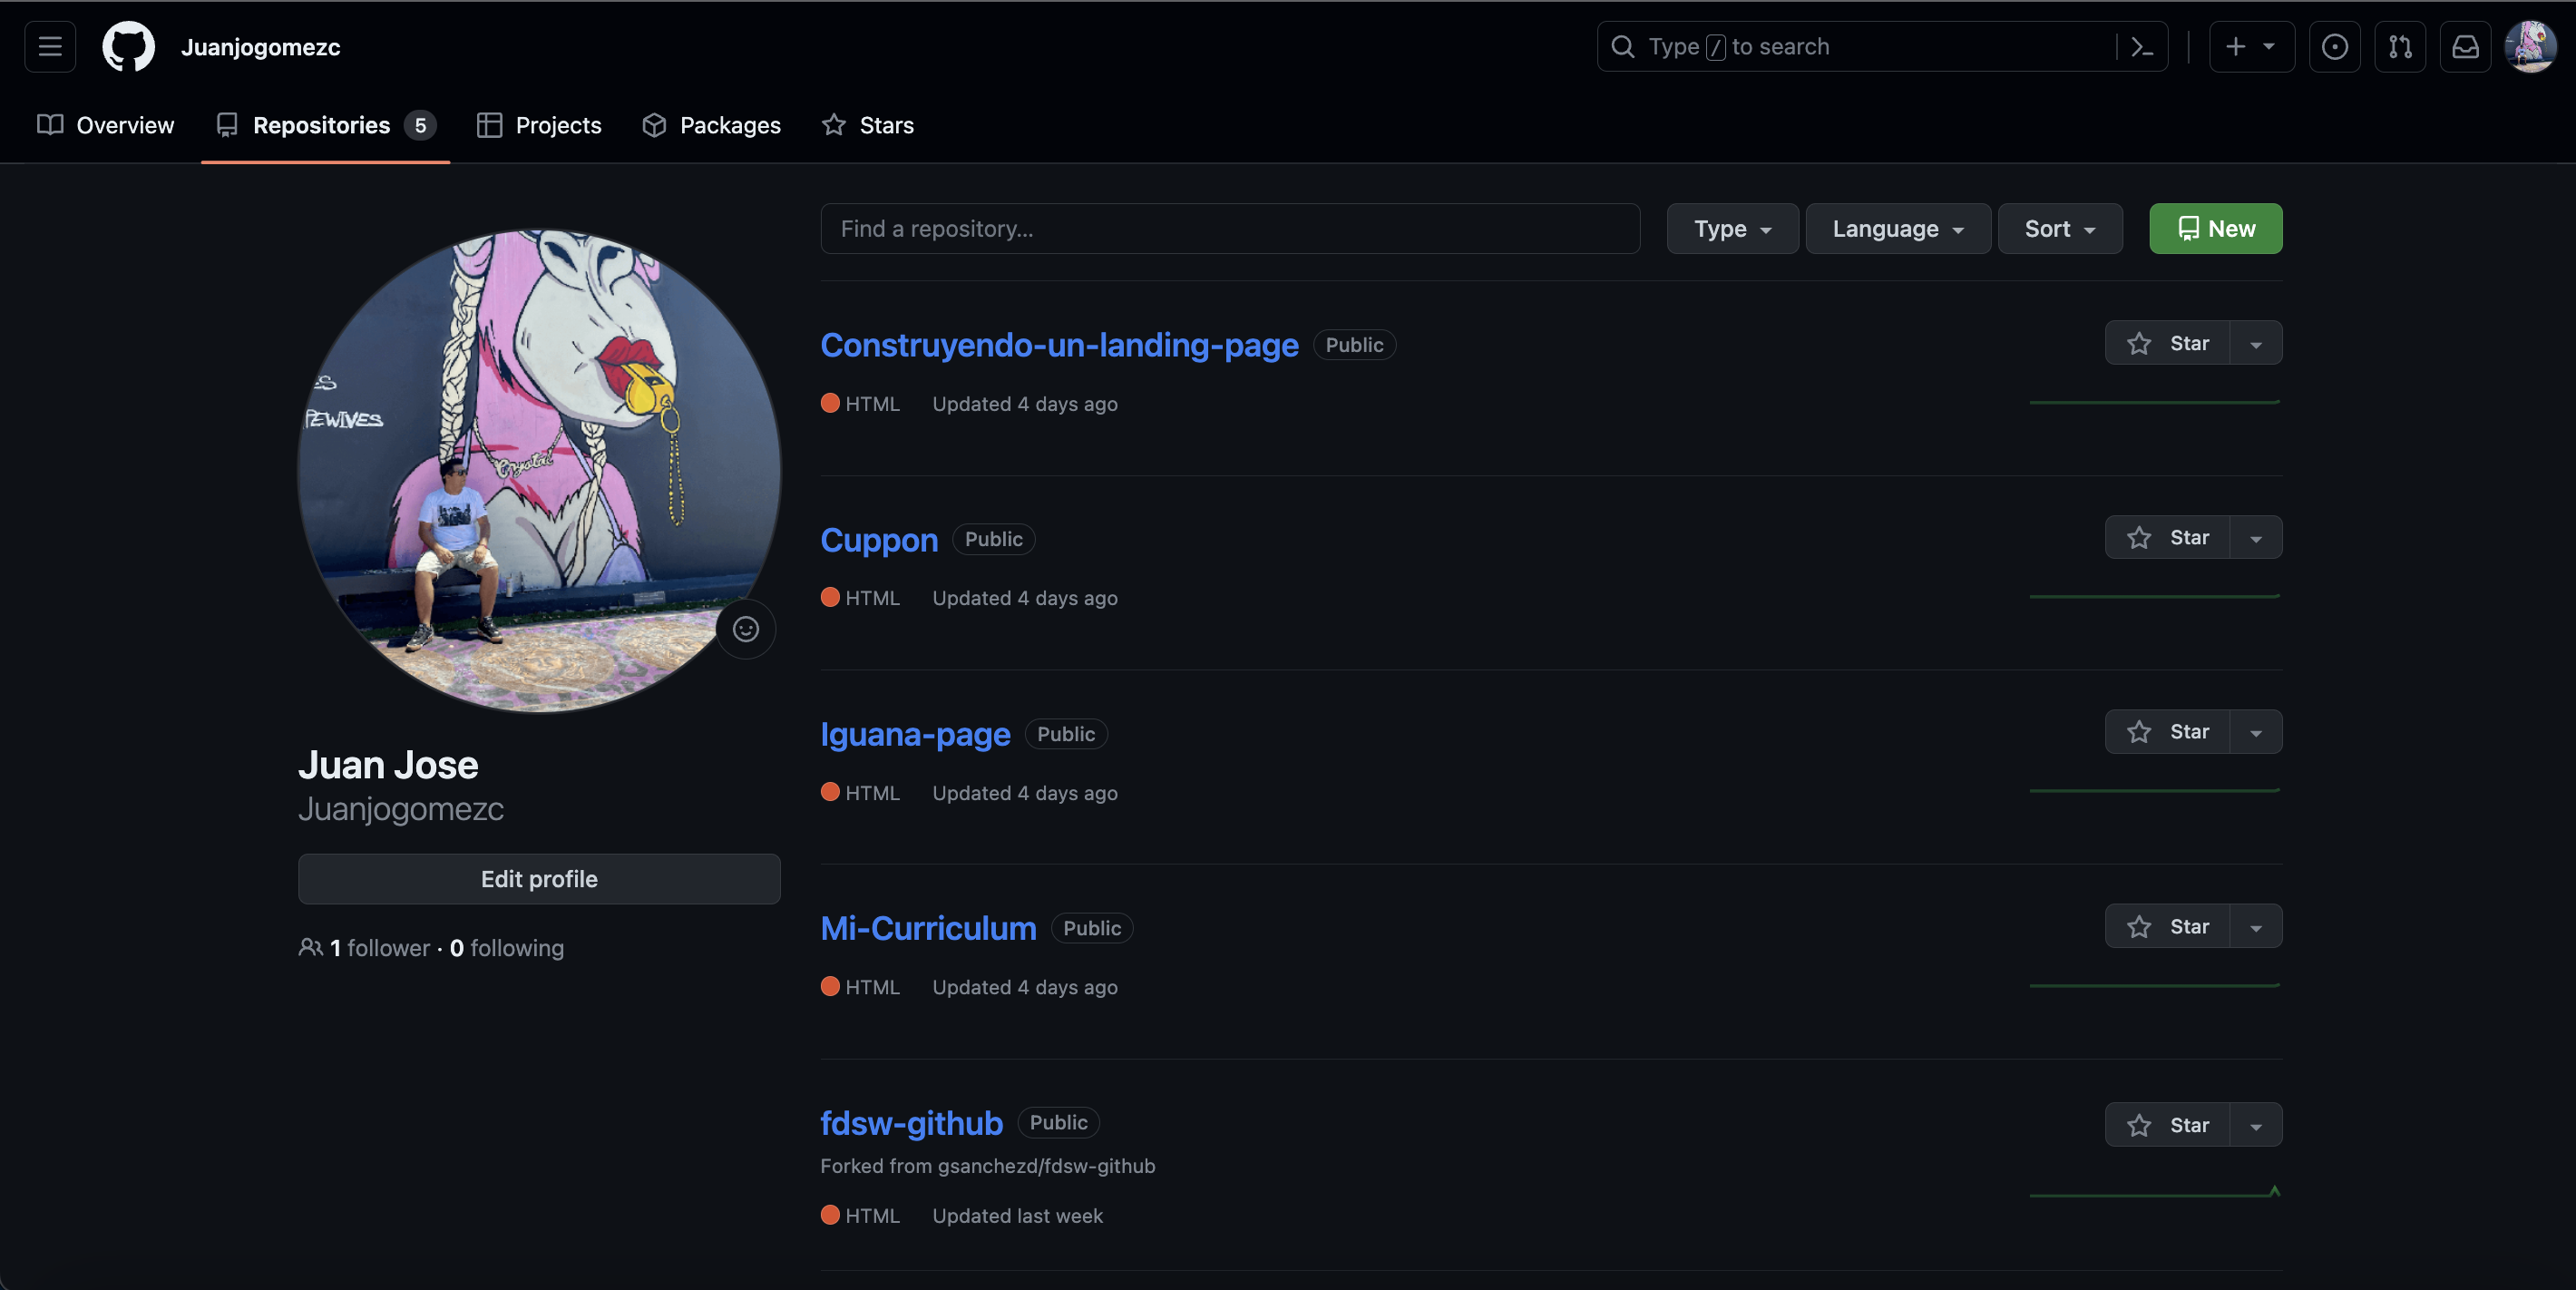 Juanjogomezc
Type / to search
Overview
Repositories 5
Projects
Packages
Stars
Find a repository...
Type
Language
Sort
New
ES
PEWIVES
Crystal
Juan Jose
Juanjogomezc
Edit profile
1 follower · 0 following
Construyendo-un-landing-page Public
Star
HTML Updated 4 days ago
Cuppon Public
Star
HTML Updated 4 days ago
Iguana-page Public
Star
HTML Updated 4 days ago
Mi-Curriculum Public
Star
HTML Updated 4 days ago
fdsw-github Public
Star
Forked from gsanchezd/fdsw-github
HTML Updated last week